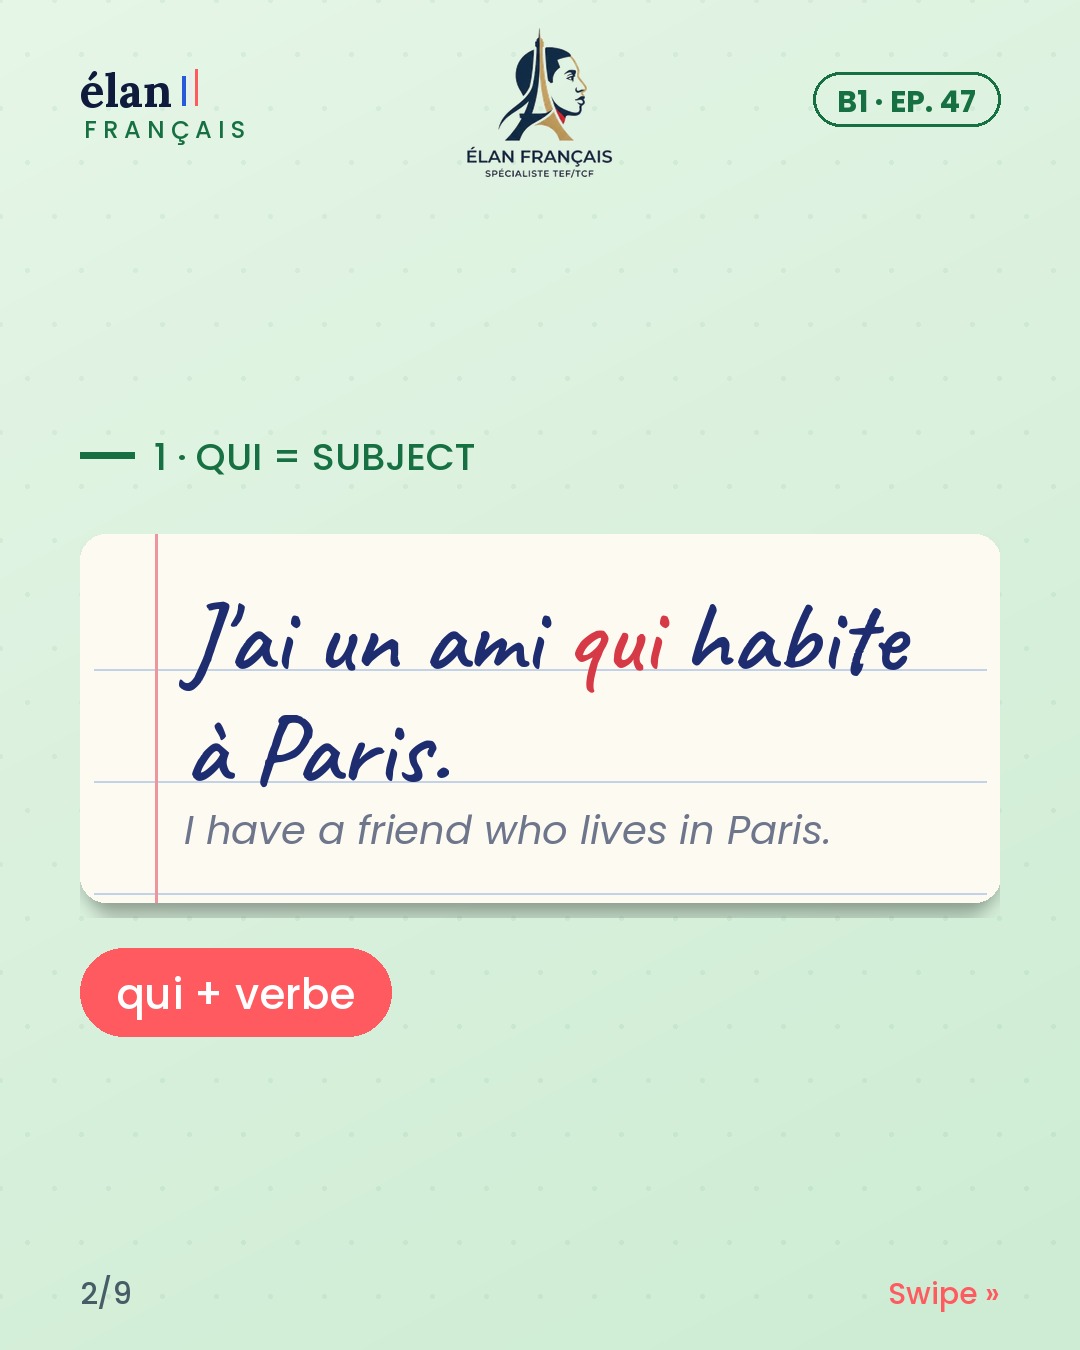 élan
FRANÇAIS
ÉLAN FRANÇAIS
SPÉCIALISTE TEF/TCF
B1 · EP. 47
1 · QUI = SUBJECT
J'ai un ami qui habite
à Paris.
I have a friend who lives in Paris.
qui + verbe
2/9
Swipe »